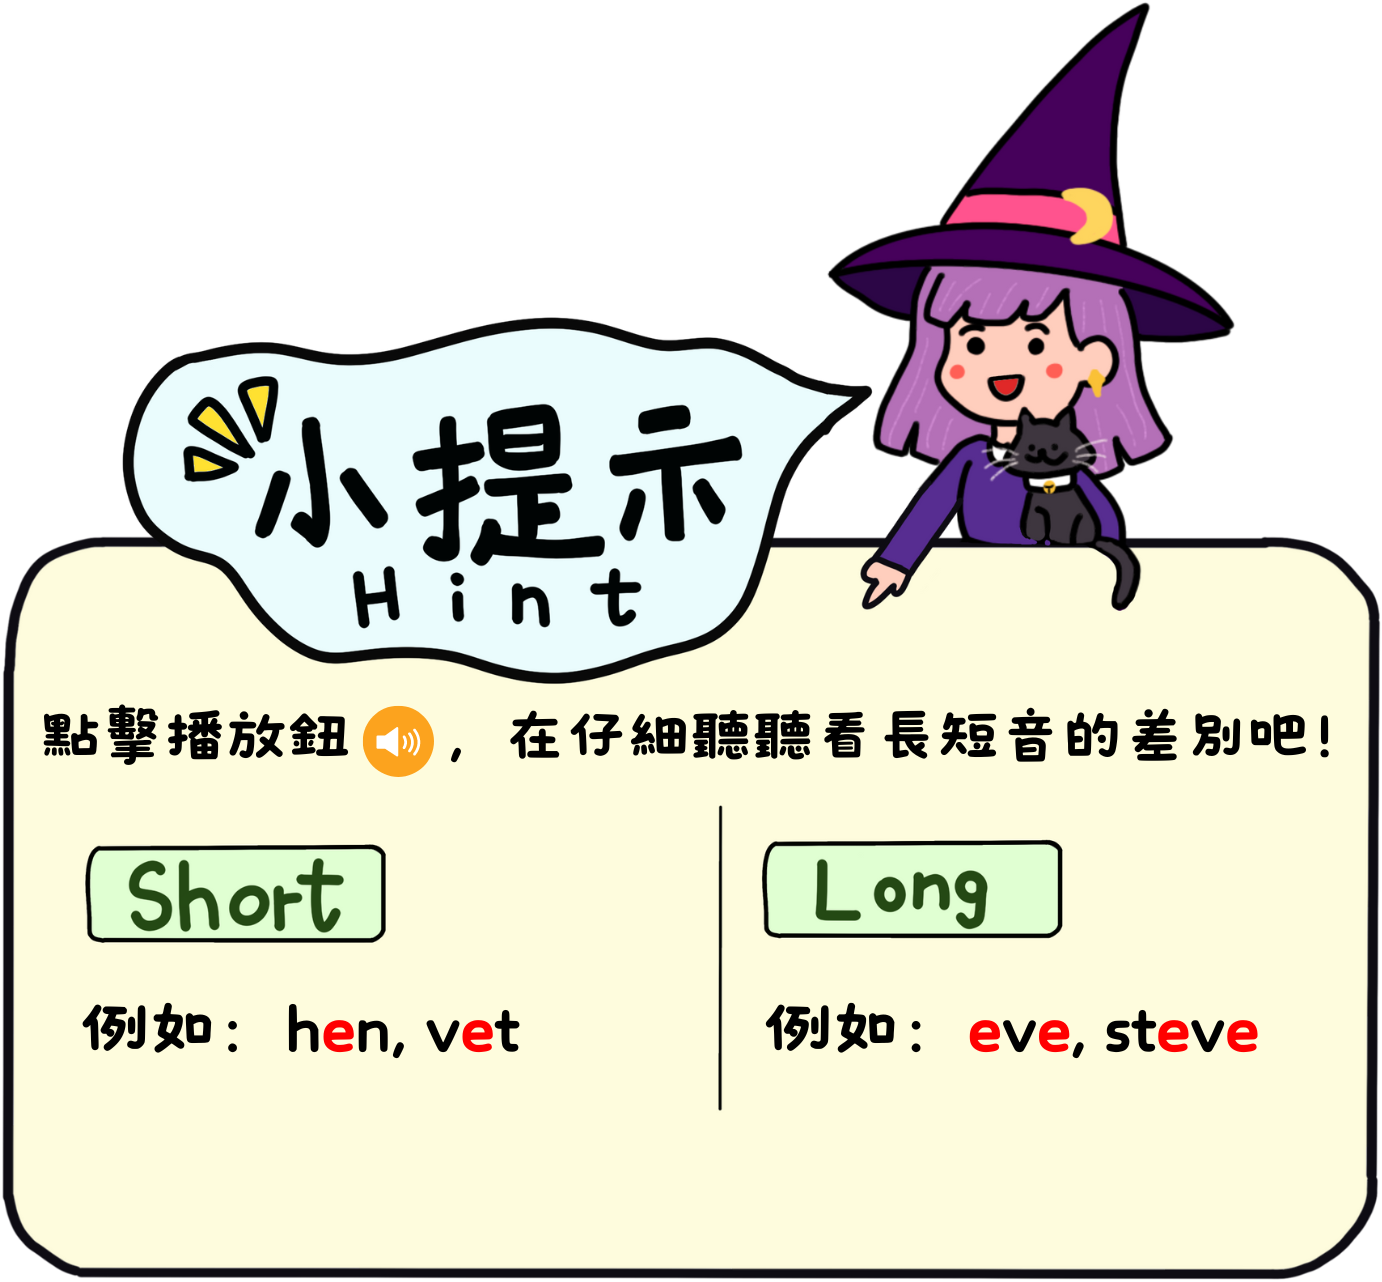 小提示
Hint
點擊播放鈕，在仔細聽聽看長短音的差別吧！
Short
例如：hen, vet
Long
例如：eve, steve